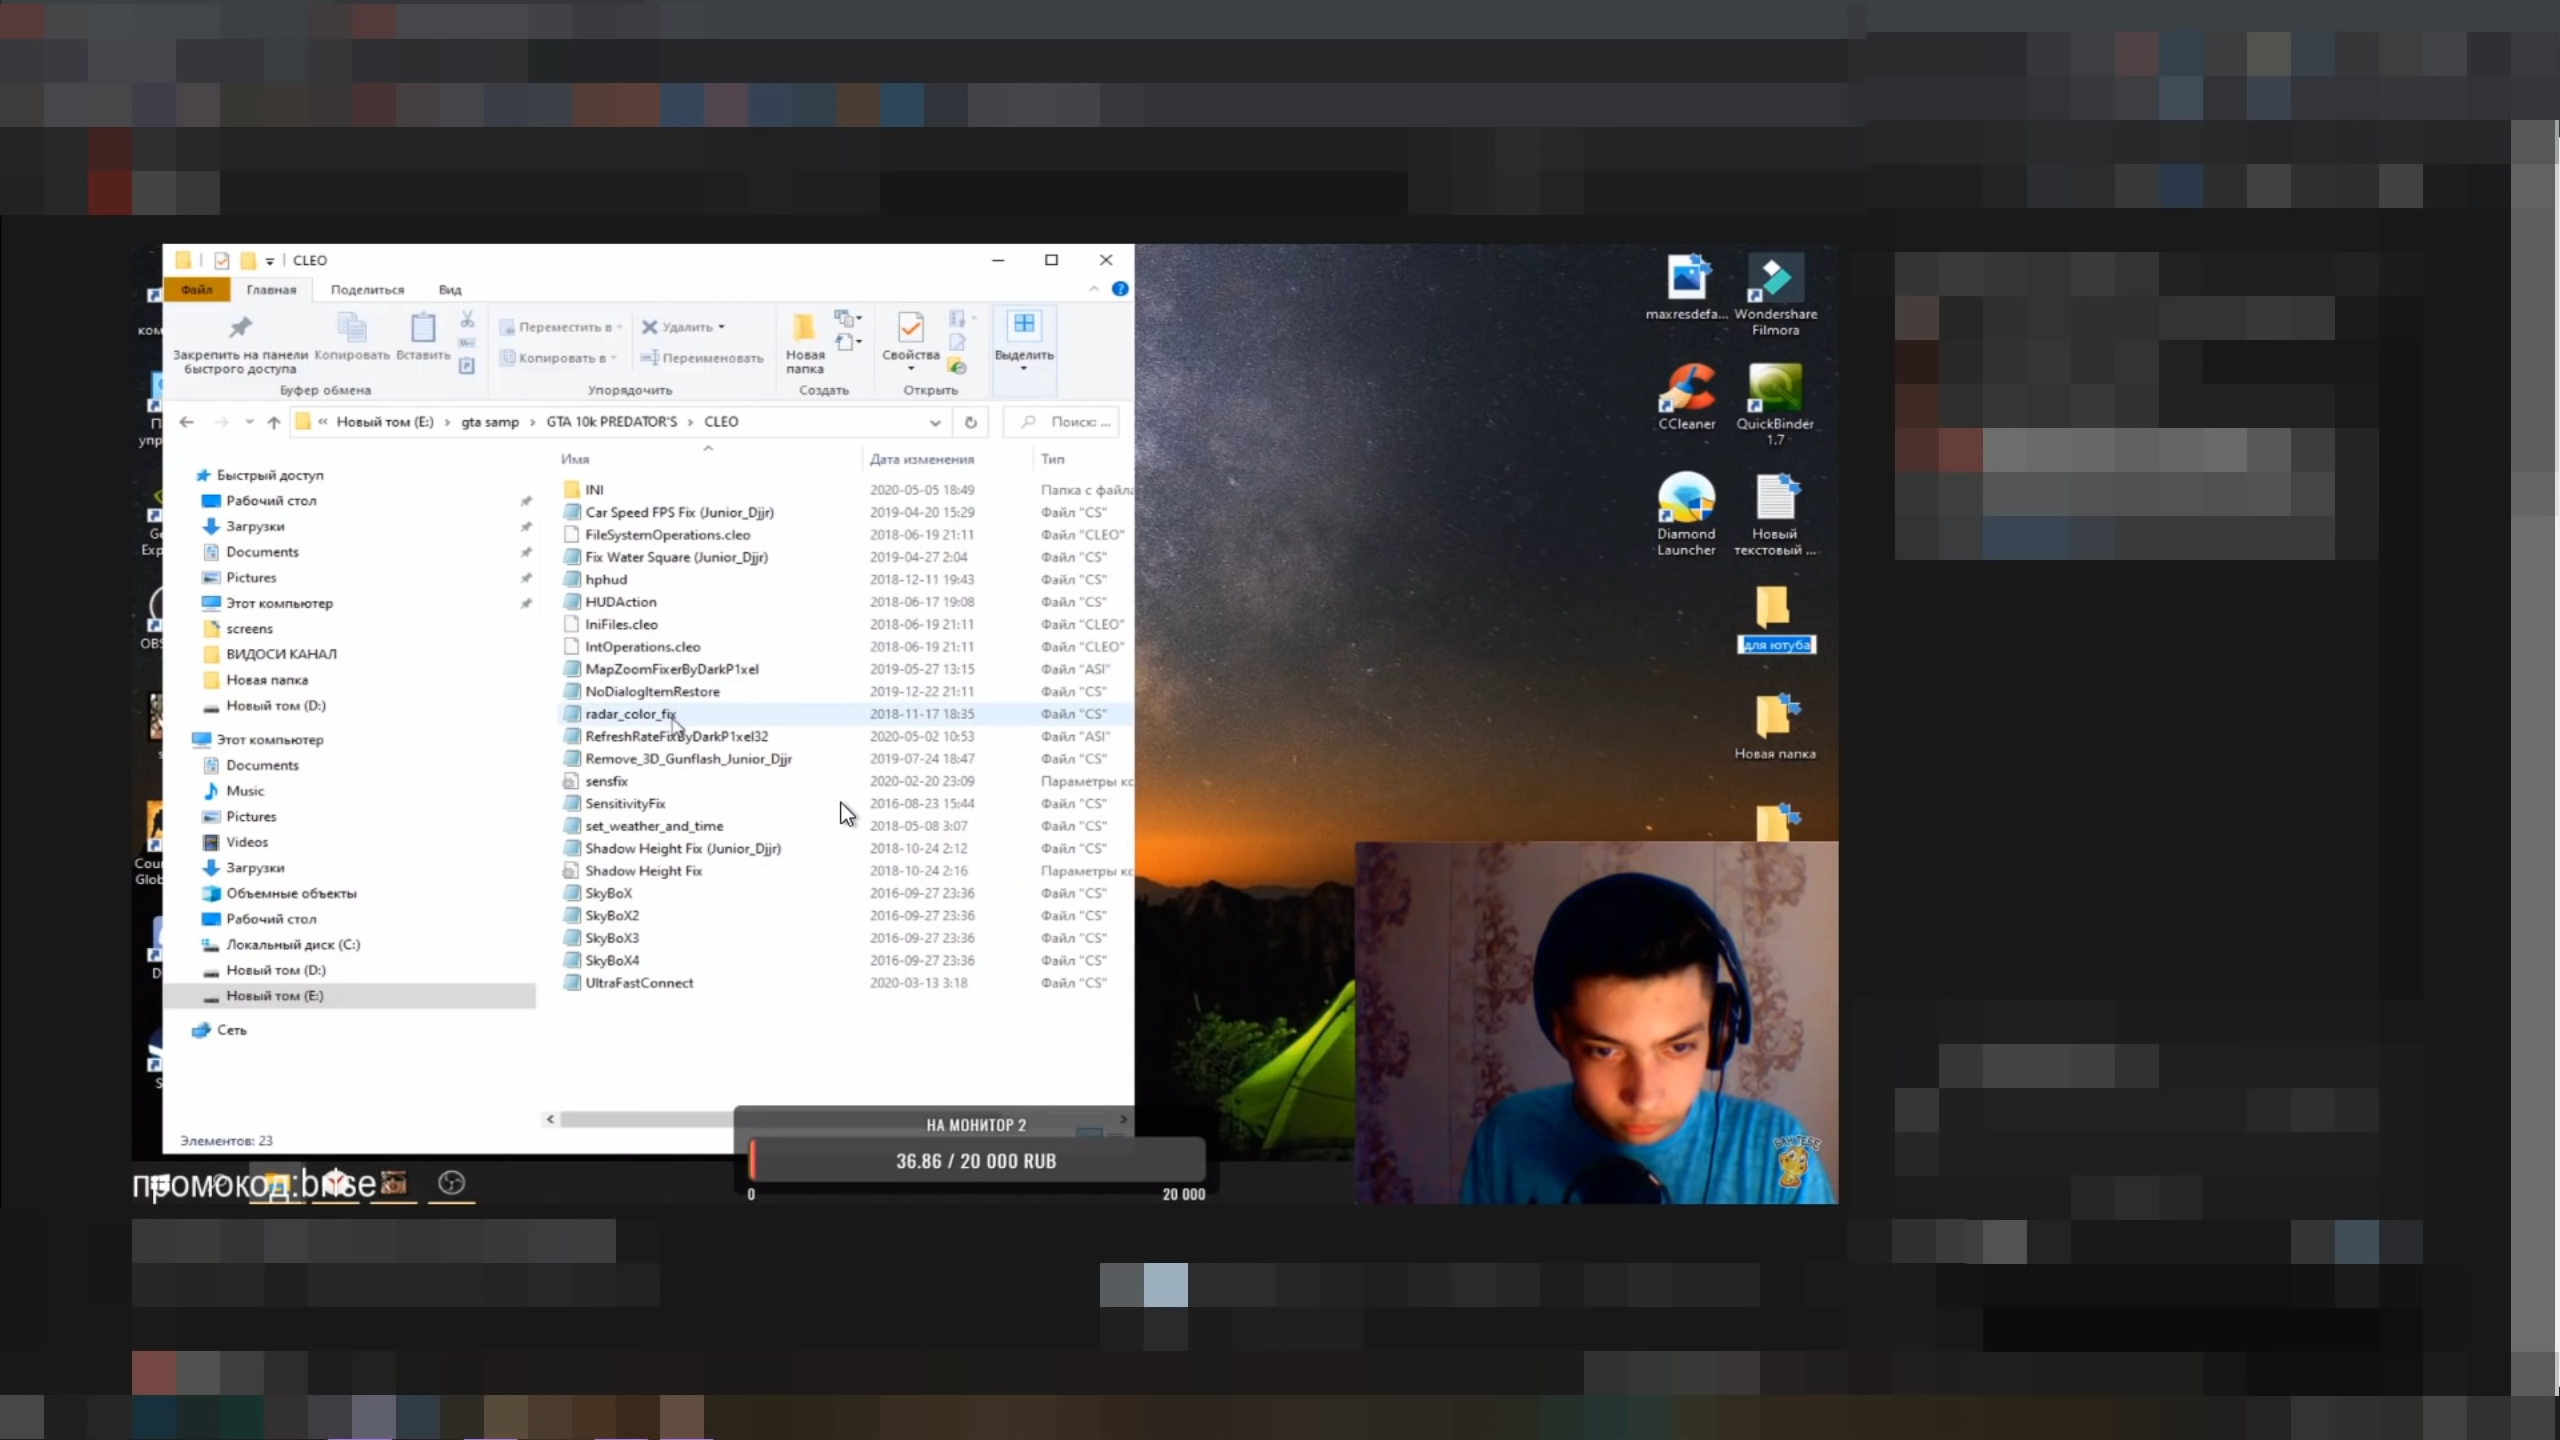 CLEO
Файл Главная Поделиться Вид
Закрепить на панели быстрого доступа
Копировать
Вставить
Переместить в
Копировать в
Удалить
Переименовать
Новая папка
Свойства
Выделить
Буфер обмена
Упорядочить
Создать
Открыть
« Новый том (E:) › gta samp › GTA 10k PREDATOR'S › CLEO
Поиск: ...
Быстрый доступ
Рабочий стол
Загрузки
Documents
Pictures
Этот компьютер
screens
ВИДОСИ КАНАЛ
Новая папка
Новый том (D:)
Этот компьютер
Documents
Music
Pictures
Videos
Загрузки
Объемные объекты
Рабочий стол
Локальный диск (C:)
Новый том (D:)
Новый том (E:)
Сеть
Имя Дата изменения Тип
INI 2020-05-05 18:49 Папка с файла
Car Speed FPS Fix (Junior_Djjr) 2019-04-20 15:29 Файл "CS"
FileSystemOperations.cleo 2018-06-19 21:11 Файл "CLEO"
Fix Water Square (Junior_Djjr) 2019-04-27 2:04 Файл "CS"
hphud 2018-12-11 19:43 Файл "CS"
HUDAction 2018-06-17 19:08 Файл "CS"
IniFiles.cleo 2018-06-19 21:11 Файл "CLEO"
IntOperations.cleo 2018-06-19 21:11 Файл "CLEO"
MapZoomFixerByDarkP1xel 2019-05-27 13:15 Файл "ASI"
NoDialogItemRestore 2019-12-22 21:11 Файл "CS"
radar_color_fix 2018-11-17 18:35 Файл "CS"
RefreshRateFixByDarkP1xel32 2020-05-02 10:53 Файл "ASI"
Remove_3D_Gunflash_Junior_Djjr 2019-07-24 18:47 Файл "CS"
sensfix 2020-02-20 23:09 Параметры кс
SensitivityFix 2016-08-23 15:44 Файл "CS"
set_weather_and_time 2018-05-08 3:07 Файл "CS"
Shadow Height Fix (Junior_Djjr) 2018-10-24 2:12 Файл "CS"
Shadow Height Fix 2018-10-24 2:16 Параметры кс
SkyBoX 2016-09-27 23:36 Файл "CS"
SkyBoX2 2016-09-27 23:36 Файл "CS"
SkyBoX3 2016-09-27 23:36 Файл "CS"
SkyBoX4 2016-09-27 23:36 Файл "CS"
UltraFastConnect 2020-03-13 3:18 Файл "CS"
Элементов: 23
maxresdefa...
Wondershare
Filmora
CCleaner
QuickBinder
1.7
Diamond
Launcher
Новый
текстовый ...
для ютуба
Новая папка
НА МОНИТОР 2
36.86 / 20 000 RUB
0 20 000
БАН ТЕБЕ
промокод:brise